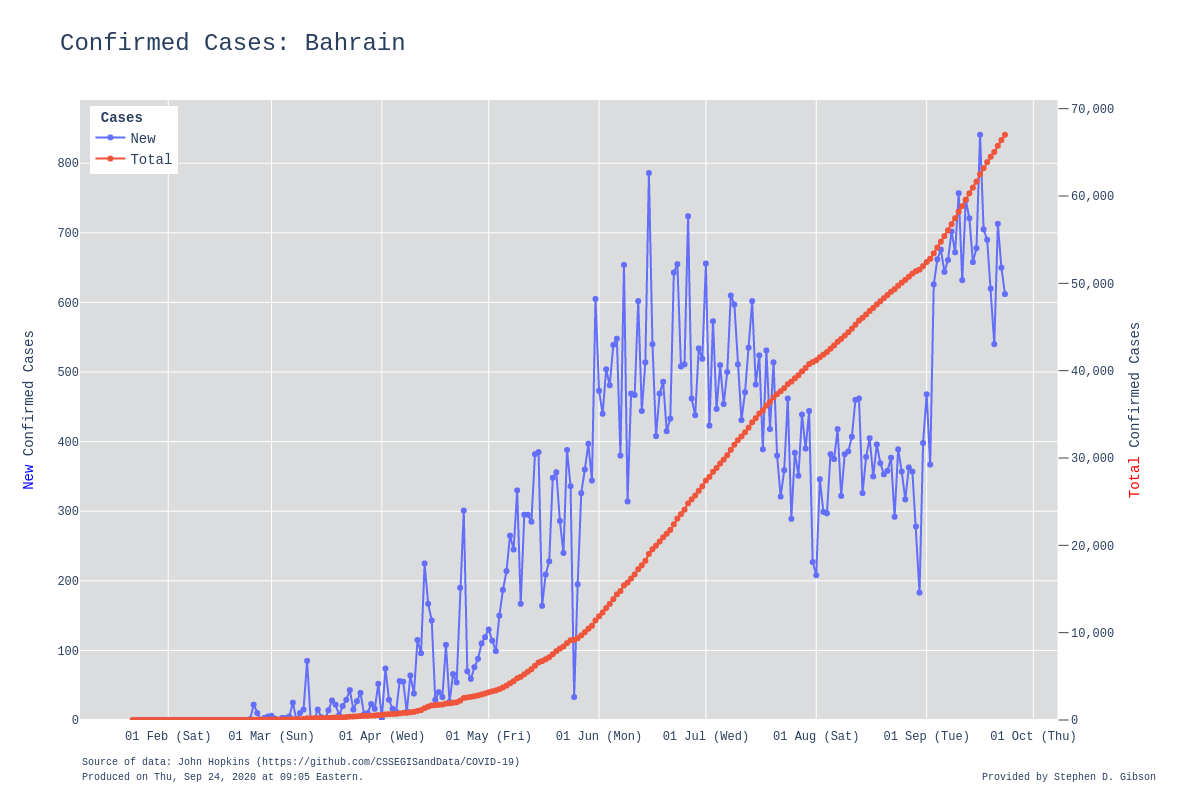 Confirmed Cases: Bahrain
Cases
New
Total
800
700
600
500
400
300
200
100
0
70,000
60,000
50,000
40,000
30,000
20,000
10,000
0
New Confirmed Cases
Total Confirmed Cases
01 Feb (Sat)
01 Mar (Sun)
01 Apr (Wed)
01 May (Fri)
01 Jun (Mon)
01 Jul (Wed)
01 Aug (Sat)
01 Sep (Tue)
01 Oct (Thu)
Source of data: John Hopkins (https://github.com/CSSEGISandData/COVID-19)
Produced on Thu, Sep 24, 2020 at 09:05 Eastern.
Provided by Stephen D. Gibson